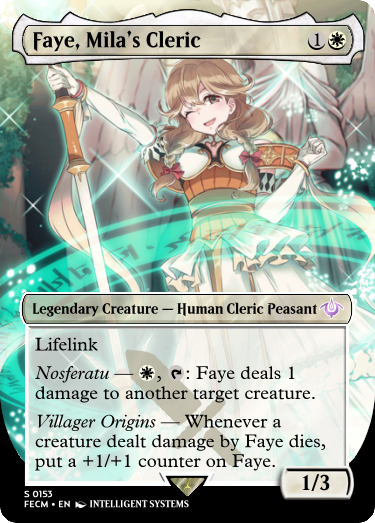 Faye, Mila's Cleric 1
Legendary Creature — Human Cleric Peasant
Lifelink
Nosferatu — , : Faye deals 1
damage to another target creature.
Villager Origins — Whenever a
creature dealt damage by Faye dies,
put a +1/+1 counter on Faye.
1/3
S 0153
FECM • EN INTELLIGENT SYSTEMS